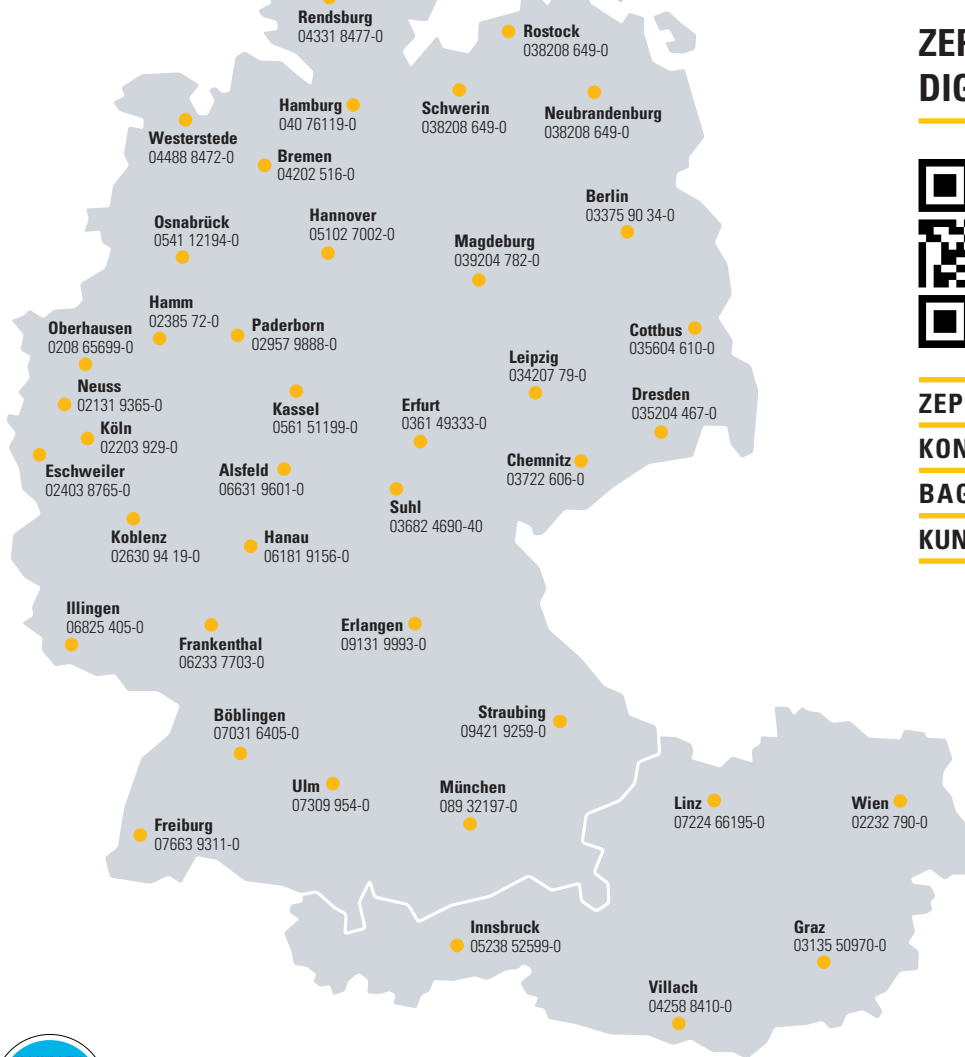 Rendsburg
04331 8477-0
Rostock
038208 649-0
Hamburg
040 76119-0
Schwerin
038208 649-0
Neubrandenburg
038208 649-0
Westerstede
04488 8472-0
Bremen
04202 516-0
Berlin
03375 90 34-0
Osnabrück
0541 12194-0
Hannover
05102 7002-0
Magdeburg
039204 782-0
Hamm
02385 72-0
Oberhausen
0208 65699-0
Paderborn
02957 9888-0
Cottbus
035604 610-0
Leipzig
034207 79-0
Neuss
02131 9365-0
Kassel
0561 51199-0
Erfurt
0361 49333-0
Dresden
035204 467-0
Köln
02203 929-0
Eschweiler
02403 8765-0
Alsfeld
06631 9601-0
Chemnitz
03722 606-0
Suhl
03682 4690-40
Koblenz
02630 94 19-0
Hanau
06181 9156-0
Illingen
06825 405-0
Frankenthal
06233 7703-0
Erlangen
09131 9993-0
Böblingen
07031 6405-0
Straubing
09421 9259-0
Ulm
07309 954-0
München
089 32197-0
Linz
07224 66195-0
Wien
02232 790-0
Freiburg
07663 9311-0
Innsbruck
05238 52599-0
Graz
03135 50970-0
Villach
04258 8410-0
ZEP
KON
BAG
KUN